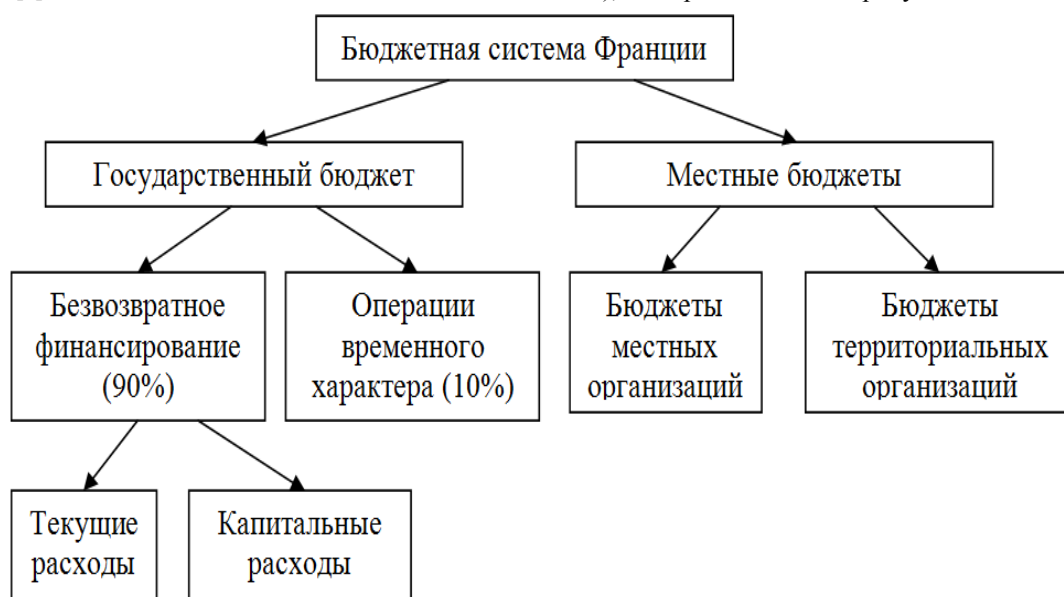 Бюджетная система Франции
Государственный бюджет
Местные бюджеты
Безвозвратное
финансирование
(90%)
Операции
временного
характера (10%)
Бюджеты
местных
организаций
Бюджеты
территориальных
организаций
Текущие
расходы
Капитальные
расходы